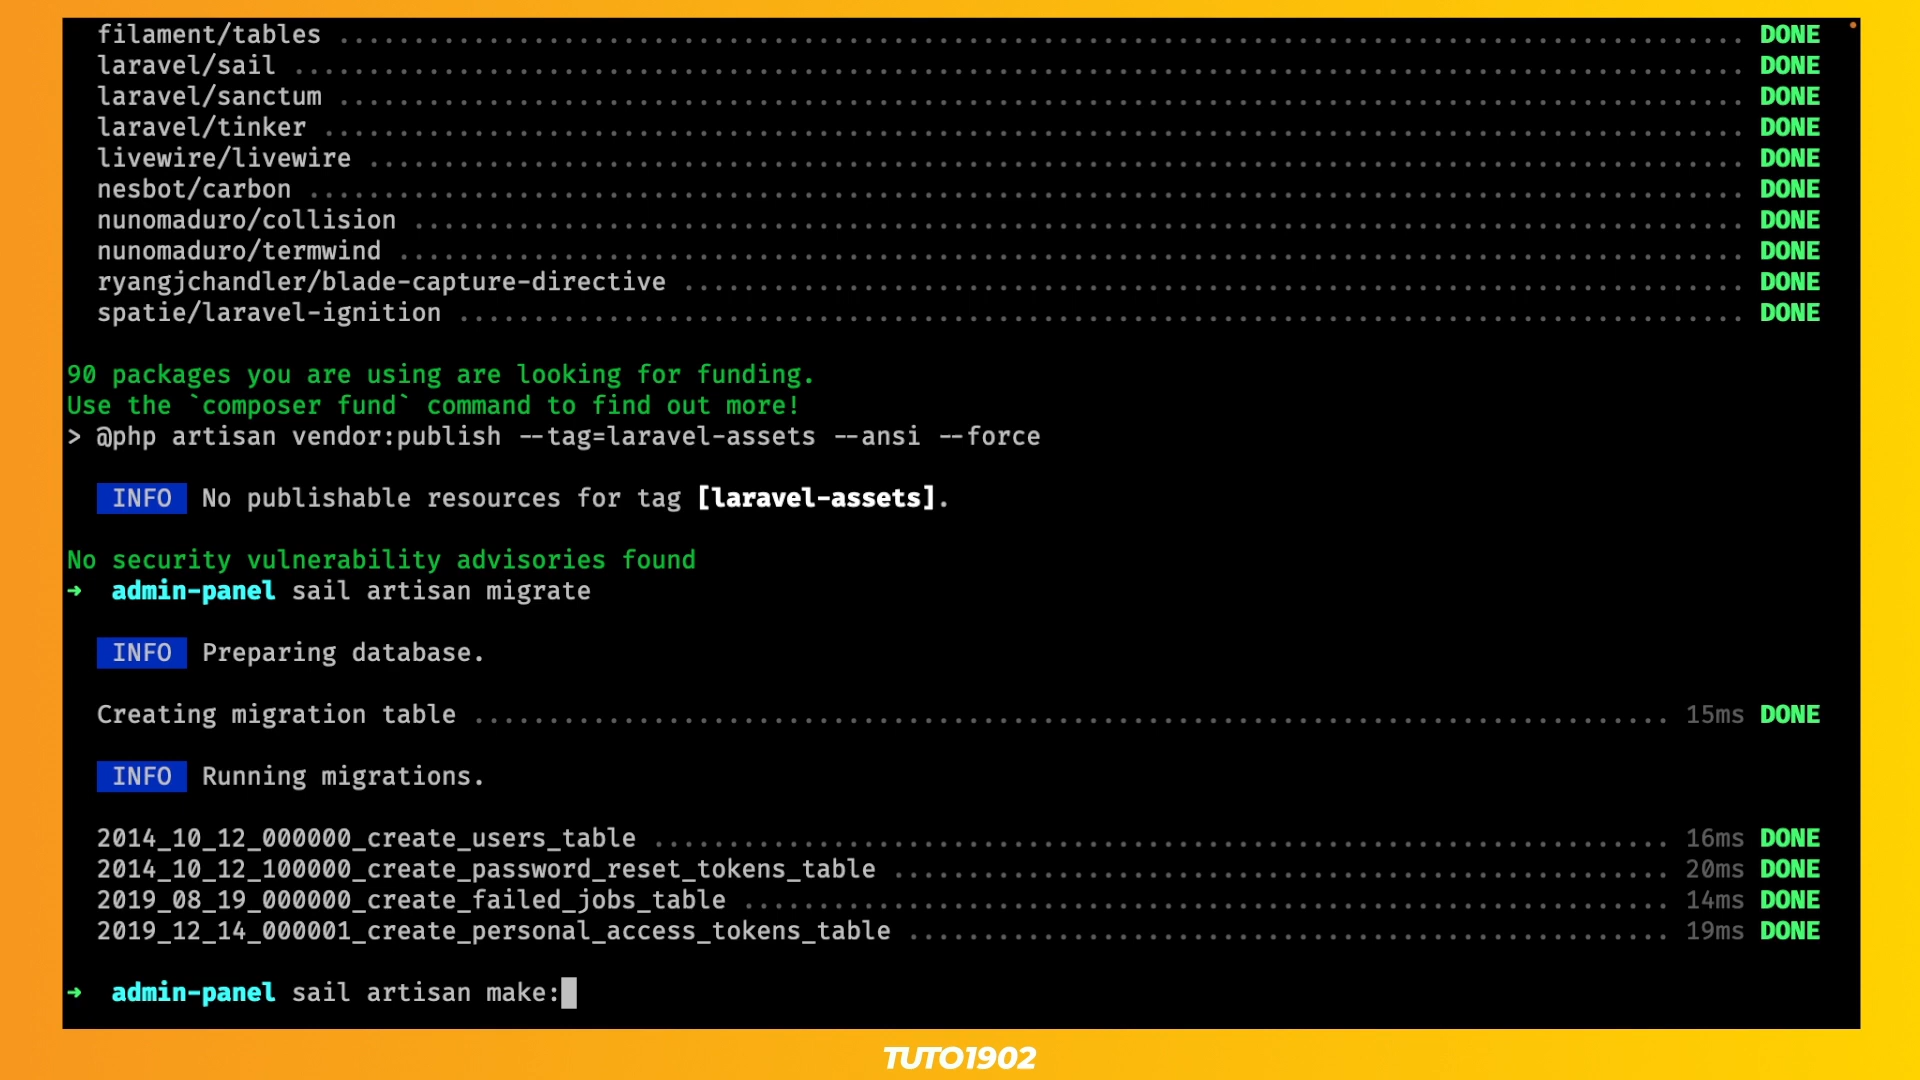 filament/tables ........................................................................................ DONE
laravel/sail ........................................................................................... DONE
laravel/sanctum ........................................................................................ DONE
laravel/tinker ......................................................................................... DONE
livewire/livewire ...................................................................................... DONE
nesbot/carbon .......................................................................................... DONE
nunomaduro/collision ................................................................................... DONE
nunomaduro/termwind .................................................................................... DONE
ryangjchandler/blade-capture-directive ................................................................. DONE
spatie/laravel-ignition ................................................................................ DONE
90 packages you are using are looking for funding.
Use the `composer fund` command to find out more!
> @php artisan vendor:publish --tag=laravel-assets --ansi --force
INFO No publishable resources for tag [laravel-assets].
No security vulnerability advisories found
➜ admin-panel sail artisan migrate
INFO Preparing database.
Creating migration table ................................................................................ 15ms DONE
INFO Running migrations.
2014_10_12_000000_create_users_table .................................................................... 16ms DONE
2014_10_12_100000_create_password_reset_tokens_table .................................................... 20ms DONE
2019_08_19_000000_create_failed_jobs_table .............................................................. 14ms DONE
2019_12_14_000001_create_personal_access_tokens_table ................................................... 19ms DONE
➜ admin-panel sail artisan make:
TUTO1902